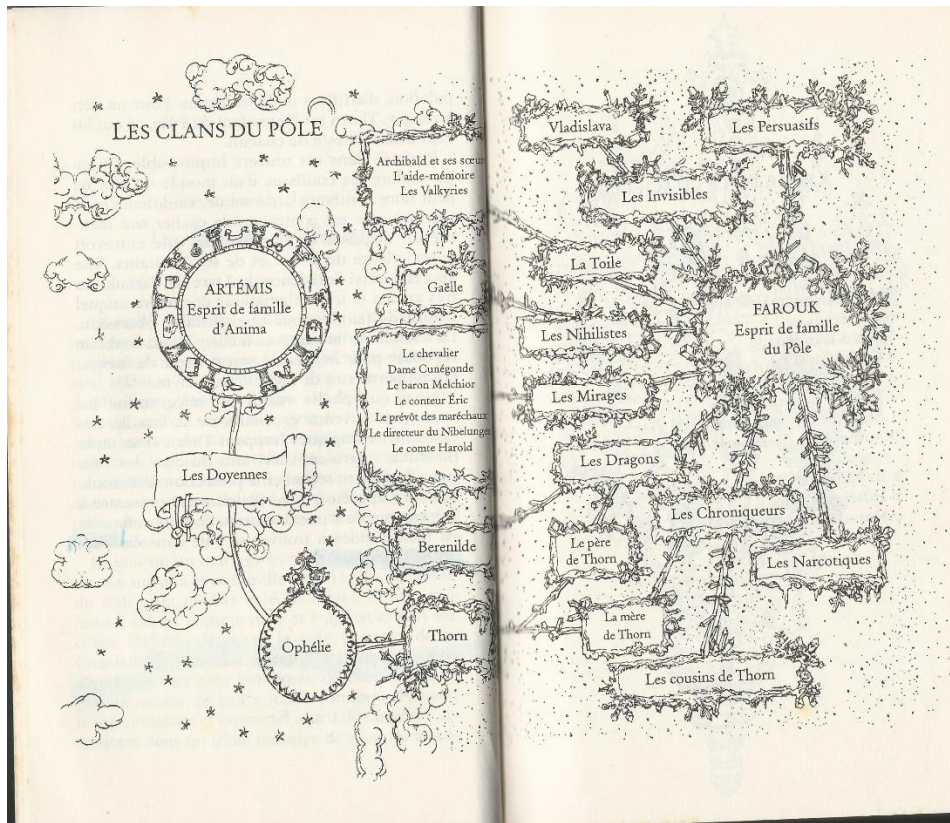 LES CLANS DU PÔLE
Archibald et ses sœu
L'aide-mémoire
Les Valkyries
ARTÉMIS
Esprit de famille
d'Anima
Gaëlle
Le chevalier
Dame Cunégonde
Le baron Melchior
Le conteur Éric
Le prévôt des maréchaux
Le directeur du Nibelungen
Le comte Harold
Les Doyennes
Berenilde
Ophélie
Thorn
Vladislava
Les Persuasifs
Les Invisibles
La Toile
Les Nihilistes
FAROUK
Esprit de famille
du Pôle
Les Mirages
Les Dragons
Les Chroniqueurs
Le père
de Thorn
Les Narcotiques
La mère
de Thorn
Les cousins de Thorn